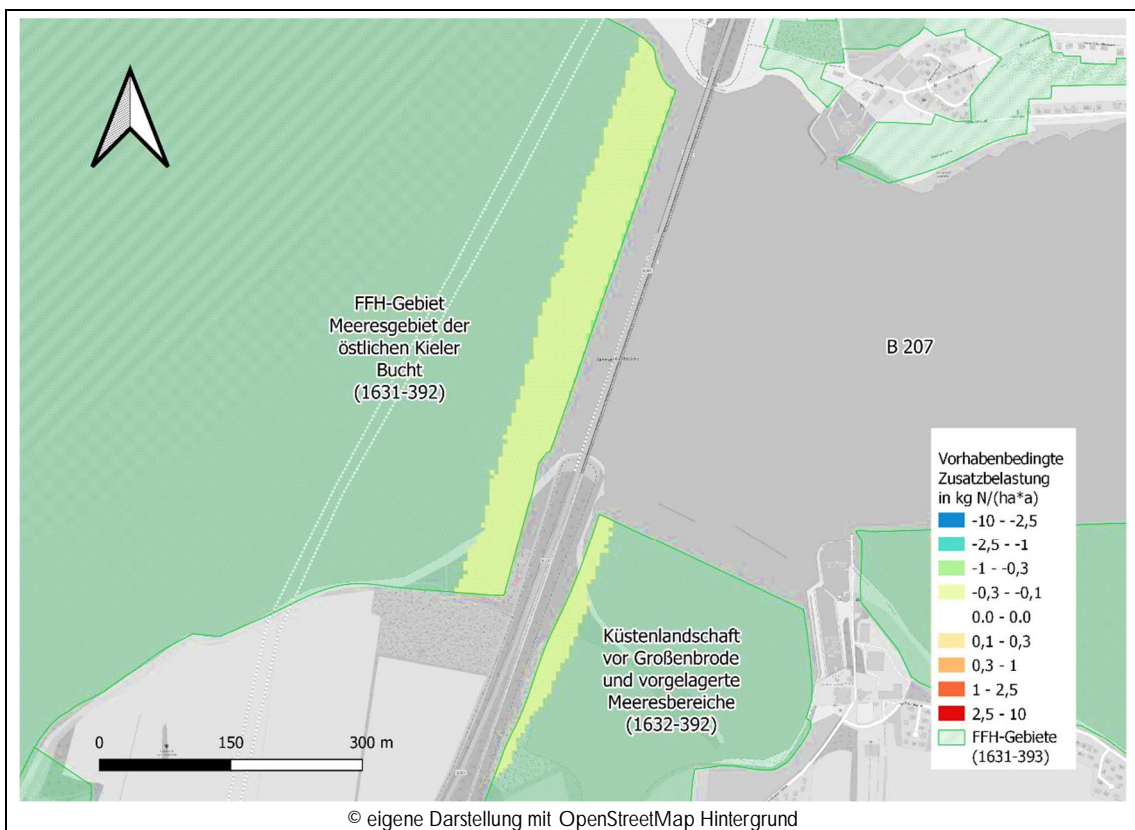 FFH-Gebiet
Meeresgebiet der
östlichen Kieler
Bucht
(1631-392)
B 207
Küstenlandschaft
vor Großenbrode
und vorgelagerte
Meeresbereiche
(1632-392)
0 150 300 m
Vorhabenbedingte
Zusatzbelastung
in kg N/(ha*a)
-10 - -2,5
-2,5 - -1
-1 - -0,3
-0,3 - -0,1
0.0 - 0.0
0,1 - 0,3
0,3 - 1
1 - 2,5
2,5 - 10
FFH-Gebiete
(1631-393)
© eigene Darstellung mit OpenStreetMap Hintergrund